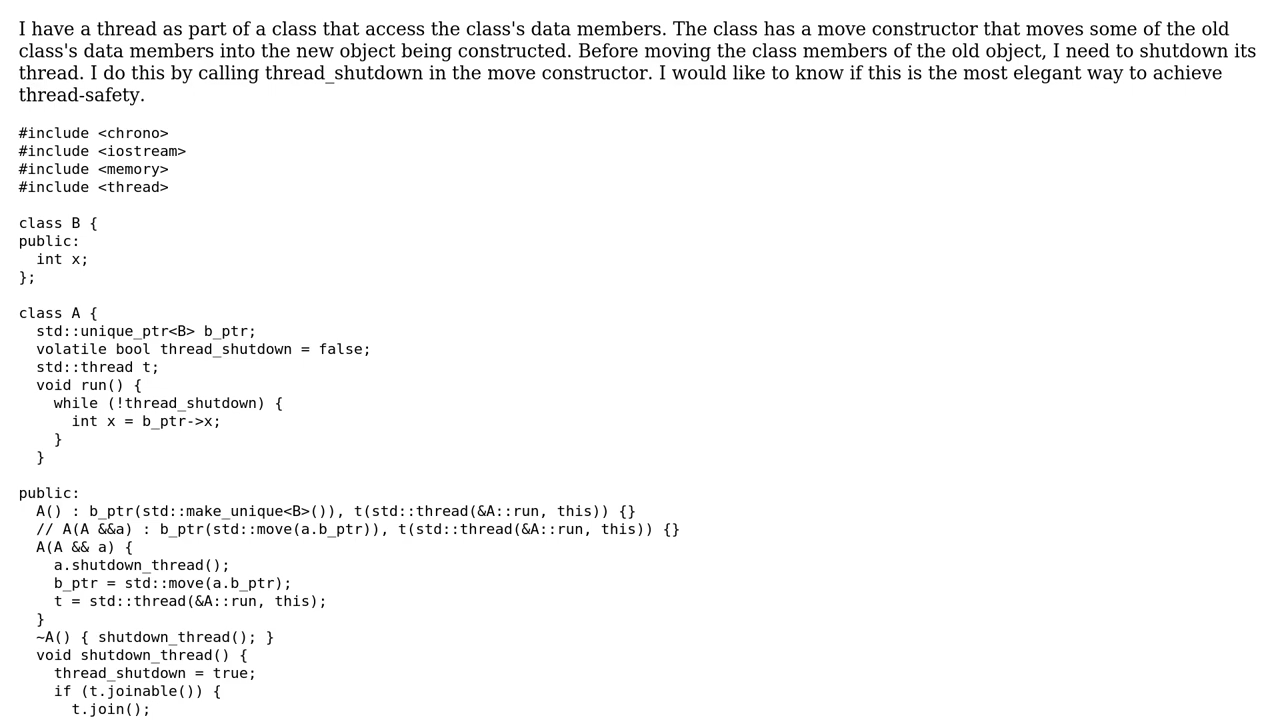 I have a thread as part of a class that access the class's data members. The class has a move constructor that moves some of the old
class's data members into the new object being constructed. Before moving the class members of the old object, I need to shutdown its
thread. I do this by calling thread_shutdown in the move constructor. I would like to know if this is the most elegant way to achieve
thread-safety.
#include <chrono>
#include <iostream>
#include <memory>
#include <thread>
class B {
public:
  int x;
};
class A {
  std::unique_ptr<B> b_ptr;
  volatile bool thread_shutdown = false;
  std::thread t;
  void run() {
    while (!thread_shutdown) {
      int x = b_ptr->x;
    }
  }
public:
  A() : b_ptr(std::make_unique<B>()), t(std::thread(&A::run, this)) {}
  // A(A &&a) : b_ptr(std::move(a.b_ptr)), t(std::thread(&A::run, this)) {}
  A(A && a) {
    a.shutdown_thread();
    b_ptr = std::move(a.b_ptr);
    t = std::thread(&A::run, this);
  }
  ~A() { shutdown_thread(); }
  void shutdown_thread() {
    thread_shutdown = true;
    if (t.joinable()) {
      t.join();